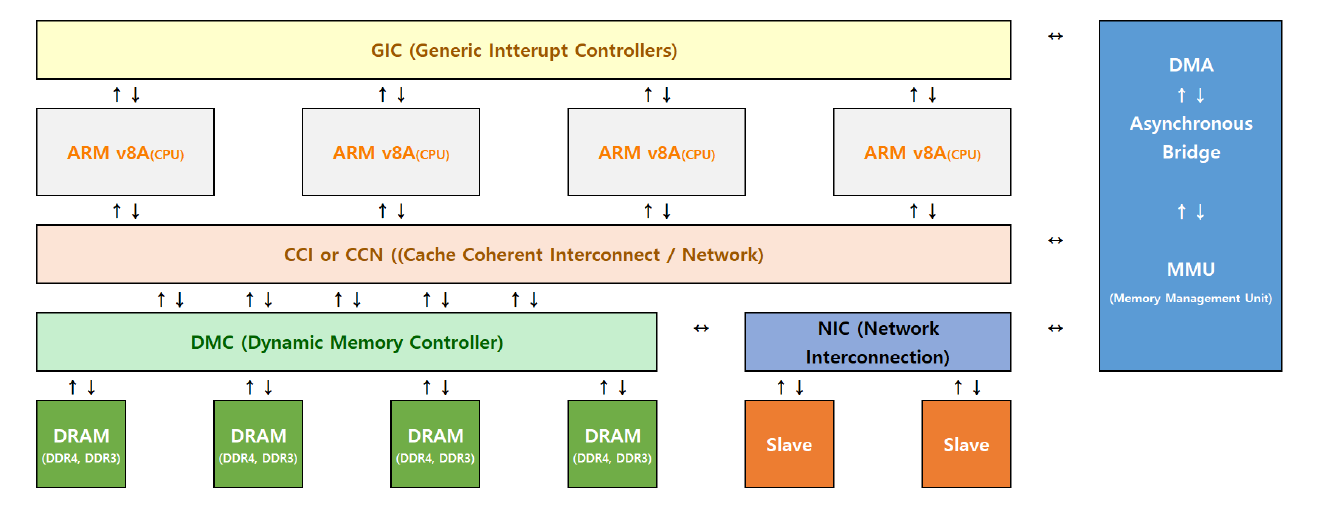 GIC (Generic Intterupt Controllers)
↔
DMA
↑ ↓
Asynchronous
Bridge
↑ ↓
MMU
(Memory Management Unit)
↑ ↓ ↑ ↓ ↑ ↓ ↑ ↓
ARM v8A(CPU) ARM v8A(CPU) ARM v8A(CPU) ARM v8A(CPU)
↑ ↓ ↑ ↓ ↑ ↓ ↑ ↓
CCI or CCN ((Cache Coherent Interconnect / Network)
↔
↑ ↓ ↑ ↓ ↑ ↓ ↑ ↓ ↑ ↓
DMC (Dynamic Memory Controller)
↔
NIC (Network
Interconnection)
↔
↑ ↓ ↑ ↓ ↑ ↓ ↑ ↓ ↑ ↓ ↑ ↓
DRAM
(DDR4, DDR3)
DRAM
(DDR4, DDR3)
DRAM
(DDR4, DDR3)
DRAM
(DDR4, DDR3)
Slave
Slave